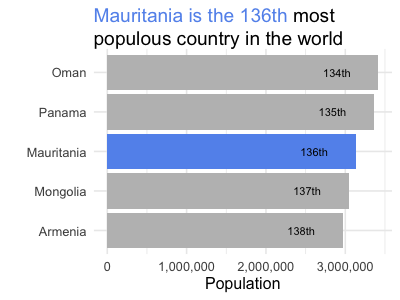 Mauritania is the 136th most
populous country in the world
Oman 134th
Panama 135th
Mauritania 136th
Mongolia 137th
Armenia 138th
0 1,000,000 2,000,000 3,000,000
Population